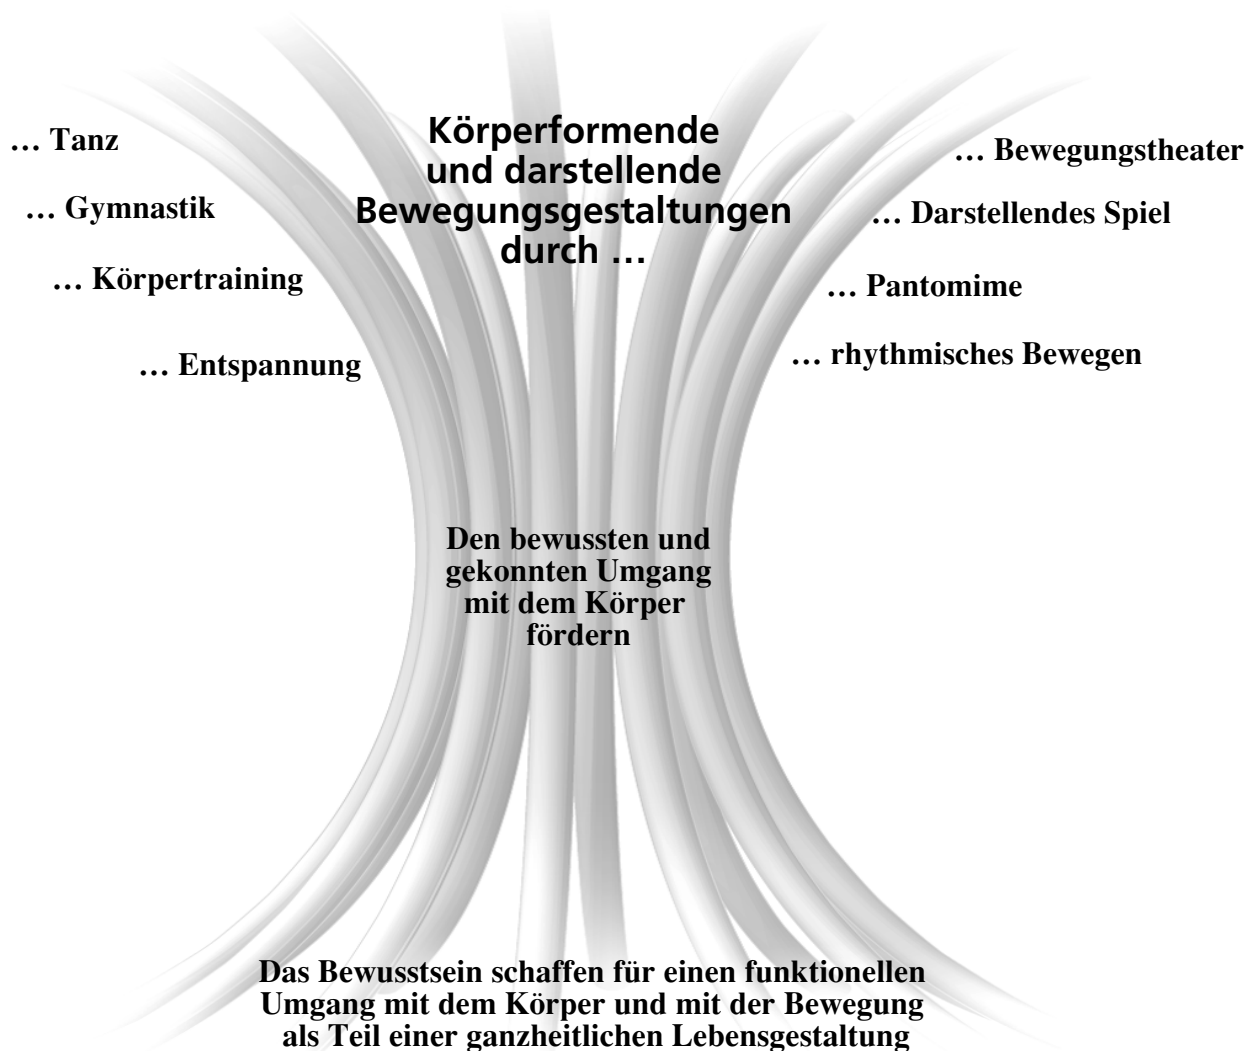 Körperformende
und darstellende
Bewegungsgestaltungen
durch …
… Tanz
… Gymnastik
… Körpertraining
… Entspannung
… Bewegungstheater
… Darstellendes Spiel
… Pantomime
… rhythmisches Bewegen
Den bewussten und
gekonnten Umgang
mit dem Körper
fördern
Das Bewusstsein schaffen für einen funktionellen
Umgang mit dem Körper und mit der Bewegung
als Teil einer ganzheitlichen Lebensgestaltung